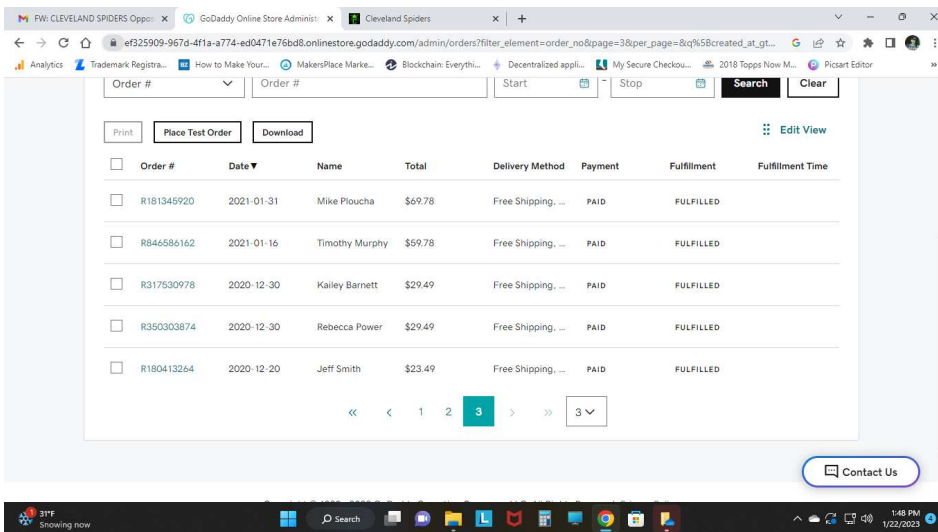 FW: CLEVELAND SPIDERS Oppos
GoDaddy Online Store Administ
Cleveland Spiders
ef325909-967d-4f1a-a774-ed0471e76bd8.onlinestore.godaddy.com/admin/orders?filter_element=order_no&page=3&per_page=&q%5Bcreated_at_gt...
Analytics
Trademark Registra...
BZ How to Make Your...
MakersPlace Marke...
Blockchain: Everythi...
Decentralized appli...
My Secure Checkou...
2018 Topps Now M...
Picsart Editor
Order # Order # Start - Stop Search Clear
Print Place Test Order Download Edit View
Order # Date▼ Name Total Delivery Method Payment Fulfillment Fulfillment Time
R181345920 2021-01-31 Mike Ploucha $69.78 Free Shipping, ... PAID FULFILLED
R846586162 2021-01-16 Timothy Murphy $59.78 Free Shipping, ... PAID FULFILLED
R317530978 2020-12-30 Kailey Barnett $29.49 Free Shipping, ... PAID FULFILLED
R350303874 2020-12-30 Rebecca Power $29.49 Free Shipping, ... PAID FULFILLED
R180413264 2020-12-20 Jeff Smith $23.49 Free Shipping, ... PAID FULFILLED
« < 1 2 3 > » 3
Contact Us
1 31°F
Snowing now
Search
1:48 PM
1/22/2023
4